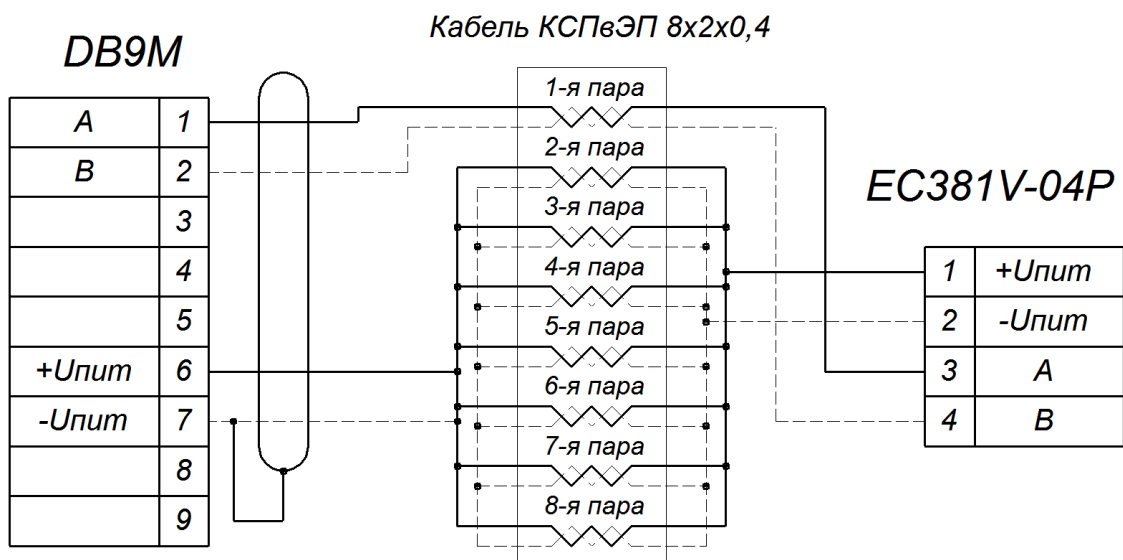 Кабель КСПвЭП 8х2х0,4
DB9M
A 1
B 2
3
4
5
+Uпит 6
-Uпит 7
8
9
1-я пара
2-я пара
3-я пара
4-я пара
5-я пара
6-я пара
7-я пара
8-я пара
EC381V-04P
1 +Uпит
2 -Uпит
3 A
4 B